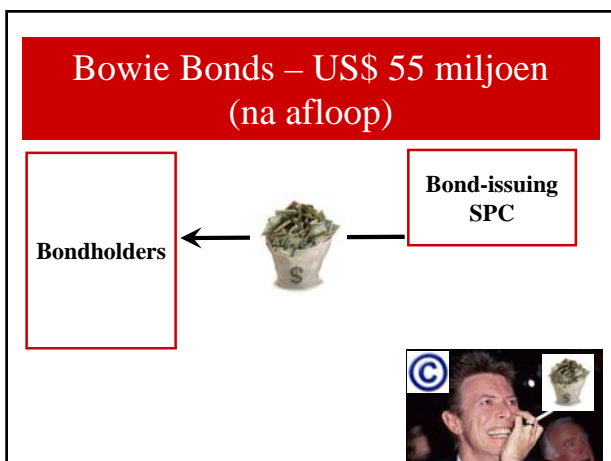 Bowie Bonds – US$ 55 miljoen
(na afloop)
Bondholders
Bond-issuing
SPC
$
©
$